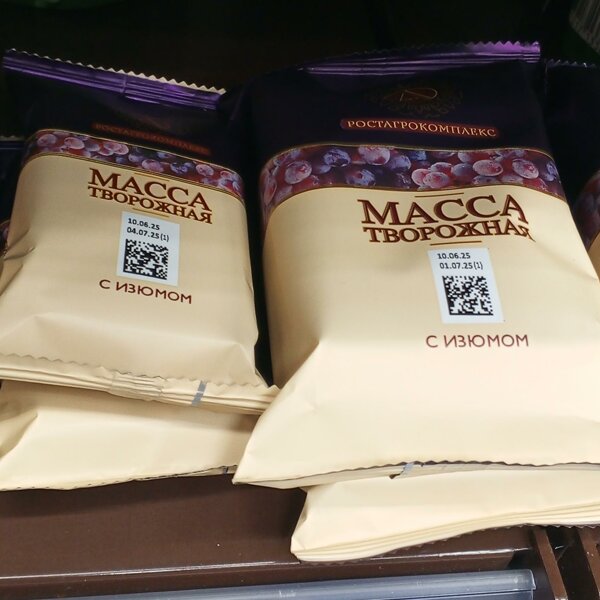 РОСТАГРОКОМПЛЕКС
МАССА
ТВОРОЖНАЯ
10.06.25
04.07.25(1)
С ИЗЮМОМ
РОСТАГРОКОМПЛЕКС
МАССА
ТВОРОЖНАЯ
10.06.25
01.07.25(1)
С ИЗЮМОМ